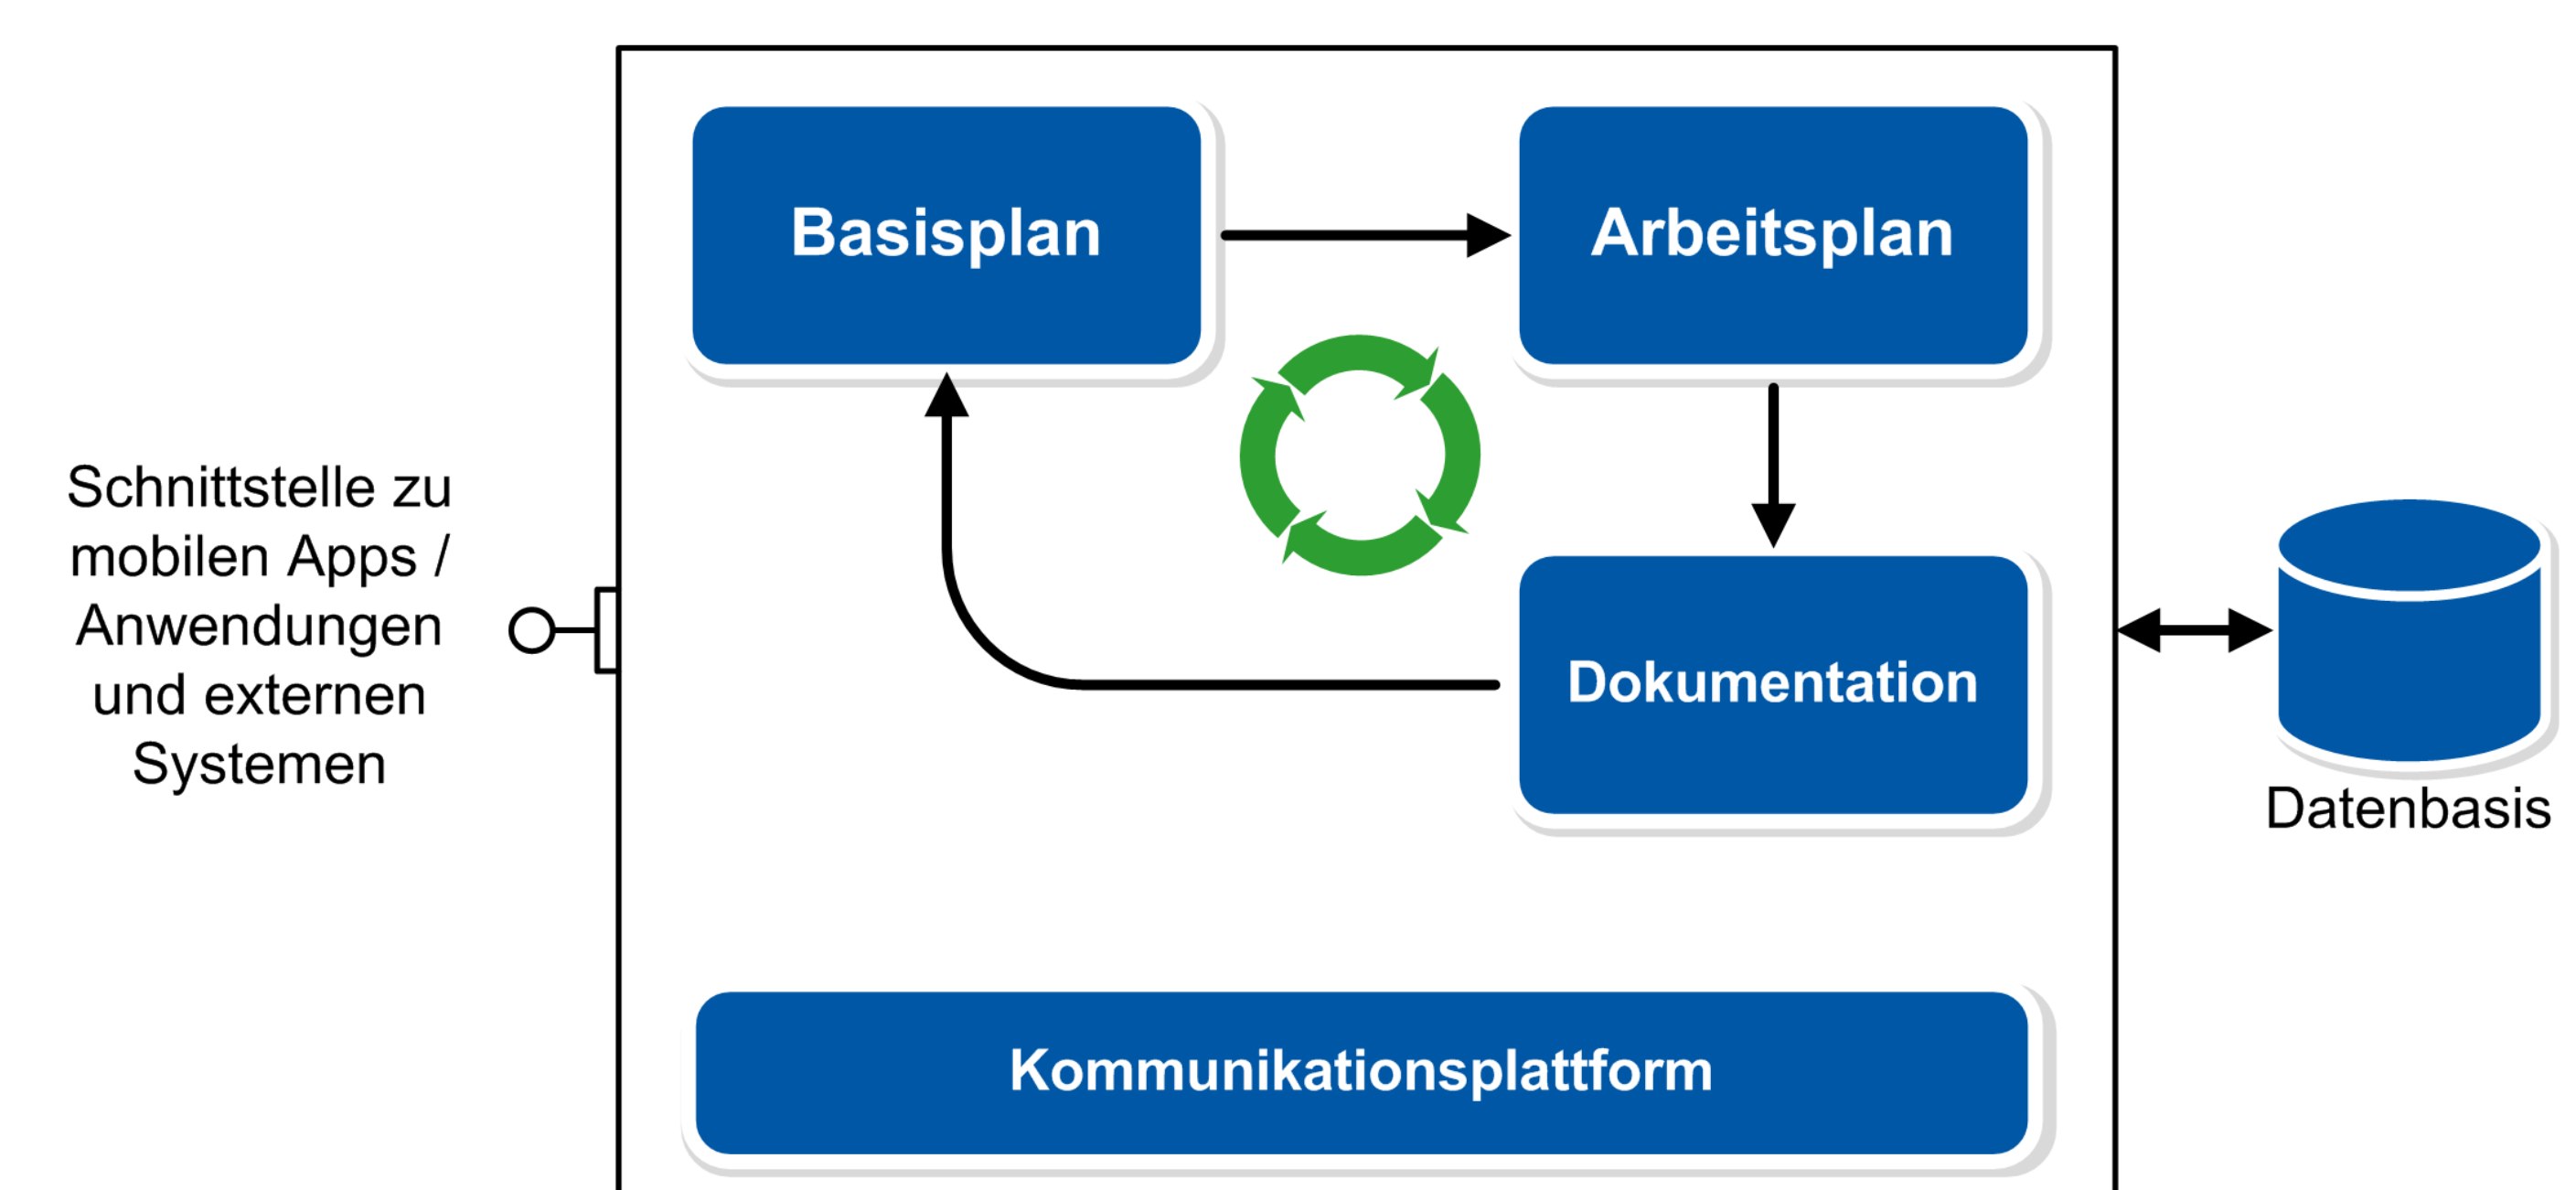 Basisplan
Arbeitsplan
Schnittstelle zu
mobilen Apps /
Anwendungen
und externen
Systemen
Dokumentation
Datenbasis
Kommunikationsplattform